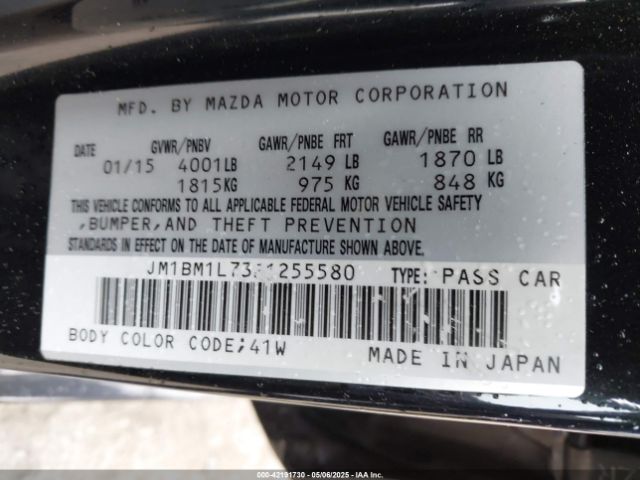 MFD. BY MAZDA MOTOR CORPORATION
DATE GVWR/PNBV GAWR/PNBE FRT GAWR/PNBE RR
01/15 4001LB 2149 LB 1870 LB
1815KG 975 KG 848 KG
THIS VEHICLE CONFORMS TO ALL APPLICABLE FEDERAL MOTOR VEHICLE SAFETY
,BUMPER,AND THEFT PREVENTION
STANDARDS IN EFFECT ON THE DATE OF MANUFACTURE SHOWN ABOVE.
JM1BM1L73F1255580 TYPE: PASS CAR
BODY COLOR CODE;41W MADE IN JAPAN
000-42191730 - 05/06/2025 - IAA Inc.